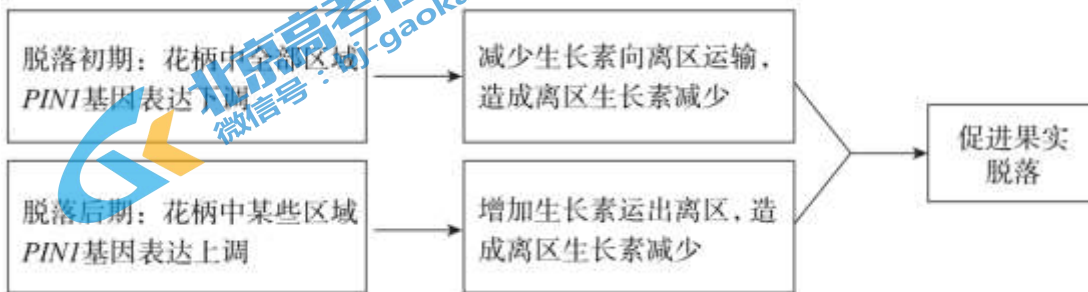 脱落初期：花柄中全部区域
PIN1基因表达下调
减少生长素向离区运输，
造成离区生长素减少
促进果实
脱落
脱落后期：花柄中某些区域
PIN1基因表达上调
增加生长素运出离区，造
成离区生长素减少
北京高考
微信号：bj-gaoka